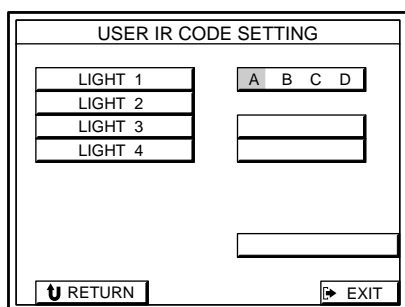 USER IR CODE SETTING
LIGHT 1
A B C D
LIGHT 2
LIGHT 3
LIGHT 4
RETURN
EXIT